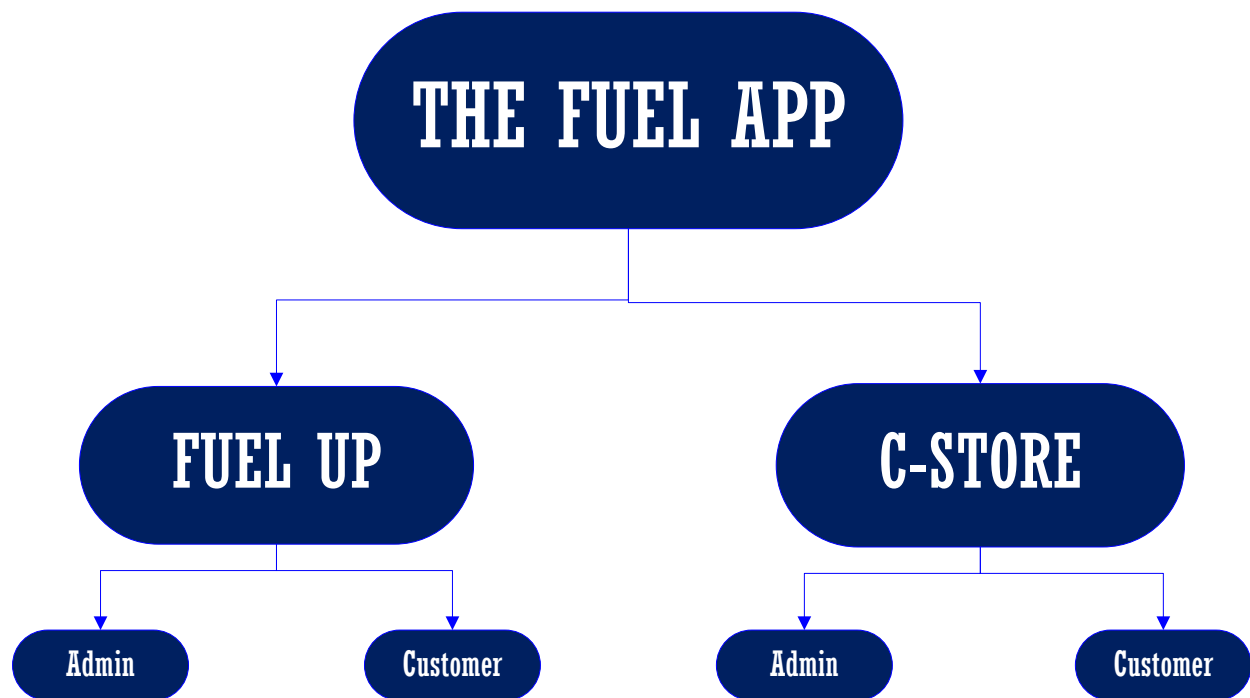 THE FUEL APP
FUEL UP
C-STORE
Admin
Customer
Admin
Customer